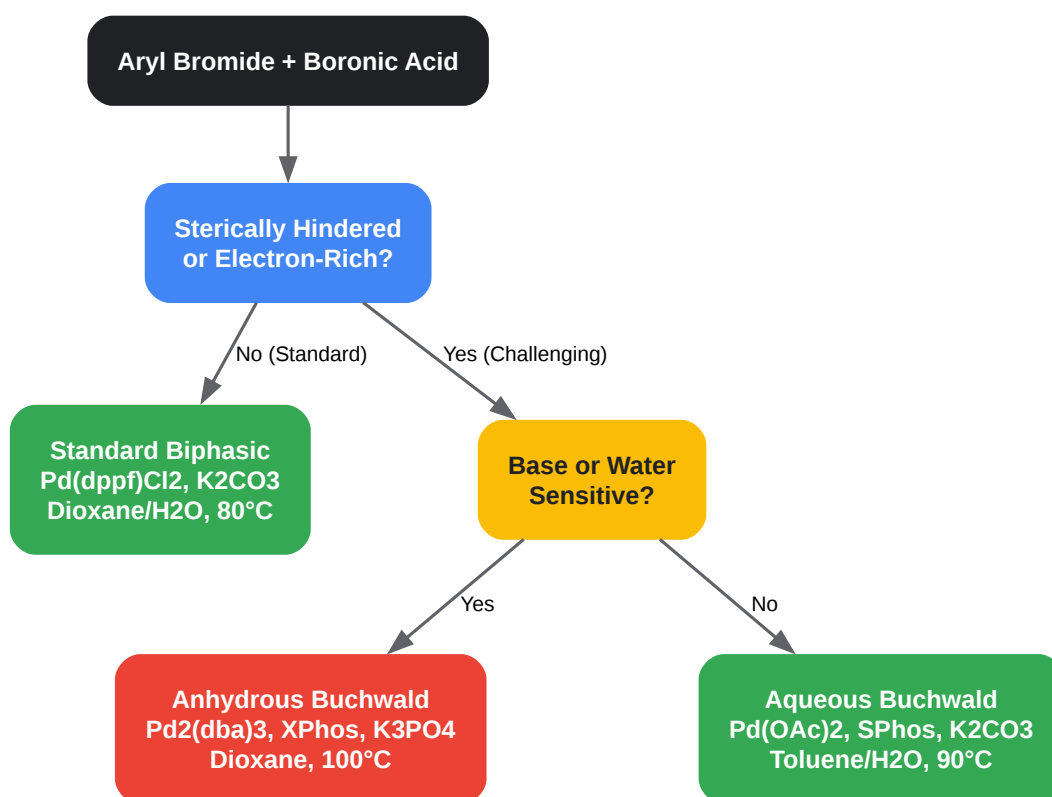 Aryl Bromide + Boronic Acid
Sterically Hindered
or Electron-Rich?
No (Standard)
Yes (Challenging)
Standard Biphasic
Pd(dppf)Cl2, K2CO3
Dioxane/H2O, 80°C
Base or Water
Sensitive?
Yes
No
Anhydrous Buchwald
Pd2(dba)3, XPhos, K3PO4
Dioxane, 100°C
Aqueous Buchwald
Pd(OAc)2, SPhos, K2CO3
Toluene/H2O, 90°C